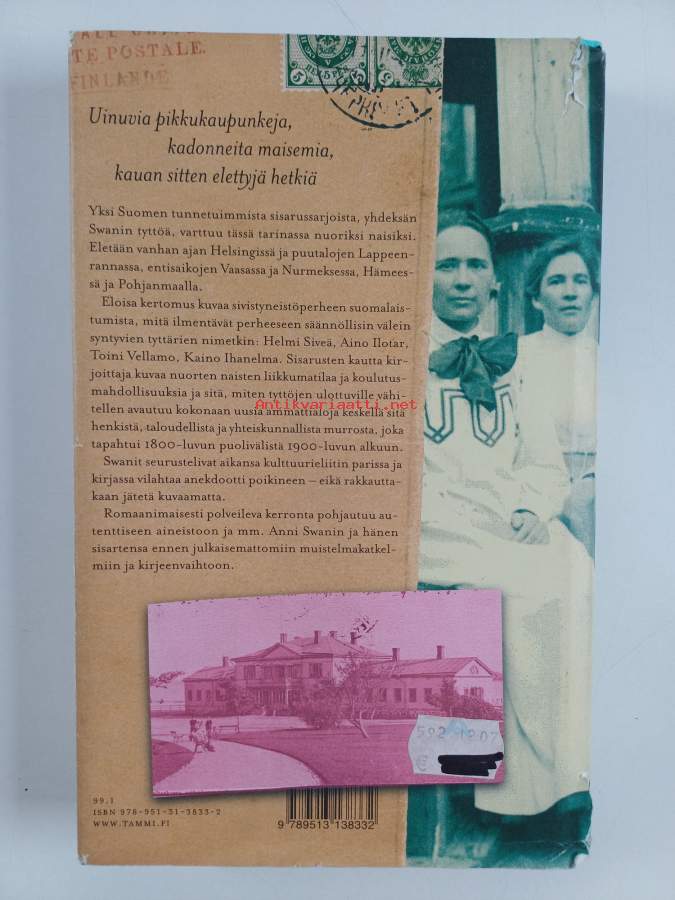 TE POSTALE.
FINLANDE
5
5
Uinuvia pikkukaupunkeja,
kadonneita maisemia,
kauan sitten elettyjä hetkiä
Yksi Suomen tunnetuimmista sisarussarjoista, yhdeksän
Swanin tyttöä, varttuu tässä tarinassa nuoriksi naisiksi.
Eletään vanhan ajan Helsingissä ja puutalojen Lappeen-
rannassa, entisaikojen Vaasassa ja Nurmeksessa, Hämees-
sä ja Pohjanmaalla.
Eloisa kertomus kuvaa sivistyneistöperheen suomalais-
tumista, mitä ilmentävät perheeseen säännöllisin välein
syntyvien tyttärien nimetkin: Helmi Siveä, Aino Ilotar,
Toini Vellamo, Kaino Ihanelma. Sisarusten kautta kir-
joittaja kuvaa nuorten naisten liikkumatilaa ja koulutus-
mahdollisuuksia ja sitä, miten tyttöjen ulottuville vähi-
tellen avautuu kokonaan uusia ammattialoja keskellä sitä
henkistä, taloudellista ja yhteiskunnallista murrosta, joka
tapahtui 1800-luvun puolivälistä 1900-luvun alkuun.
Swanit seurustelivat aikansa kulttuurieliitin parissa ja
kirjassa vilahtaa anekdootti poikineen – eikä rakkautta-
kaan jätetä kuvaamatta.
Romaanimaisesti polveileva kerronta pohjautuu au-
tenttiseen aineistoon ja mm. Anni Swanin ja hänen
sisartensa ennen julkaisemattomiin muistelmakatkel-
miin ja kirjeenvaihtoon.
Antikvariaatti.net
€
99.1
ISBN 978-951-31-3833-2
WWW.TAMMI.FI
9 789513 138332